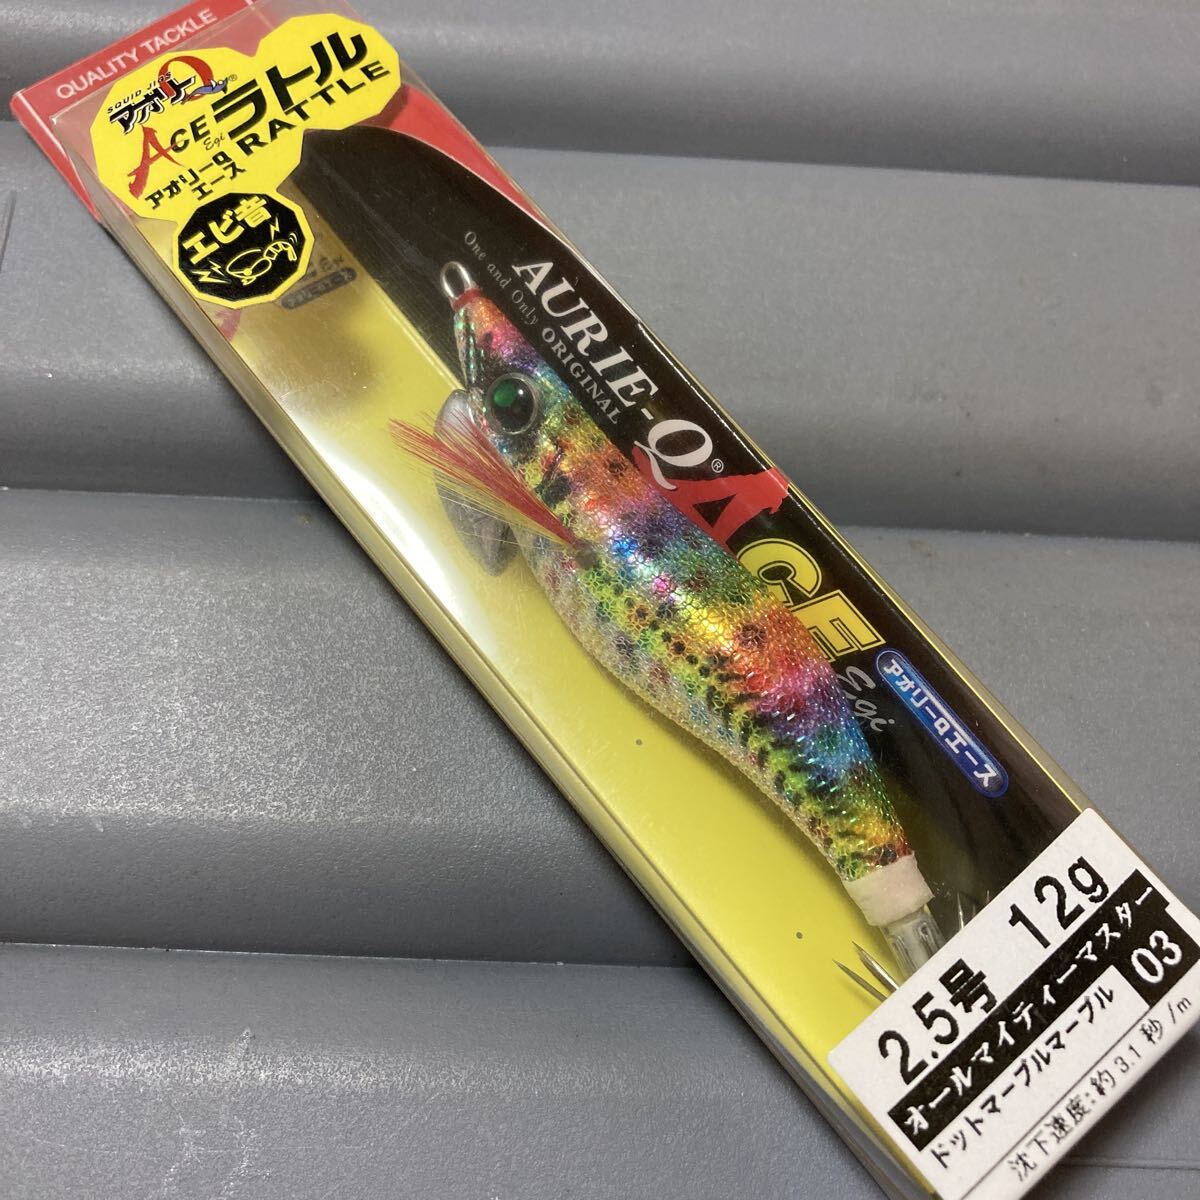 QUALITY TACKLE
SQUID JIGS
アオリーQ®
ACE Egi ラトル
RATTLE
アオリーQ
エース
エビ音
One and Only ORIGINAL
AURIE-Q®
ACE
Egi
アオリーQエース
2.5号 12g
オールマイティーマスター
ドットマーブルマーブル 03
沈下速度:約3.1秒/m